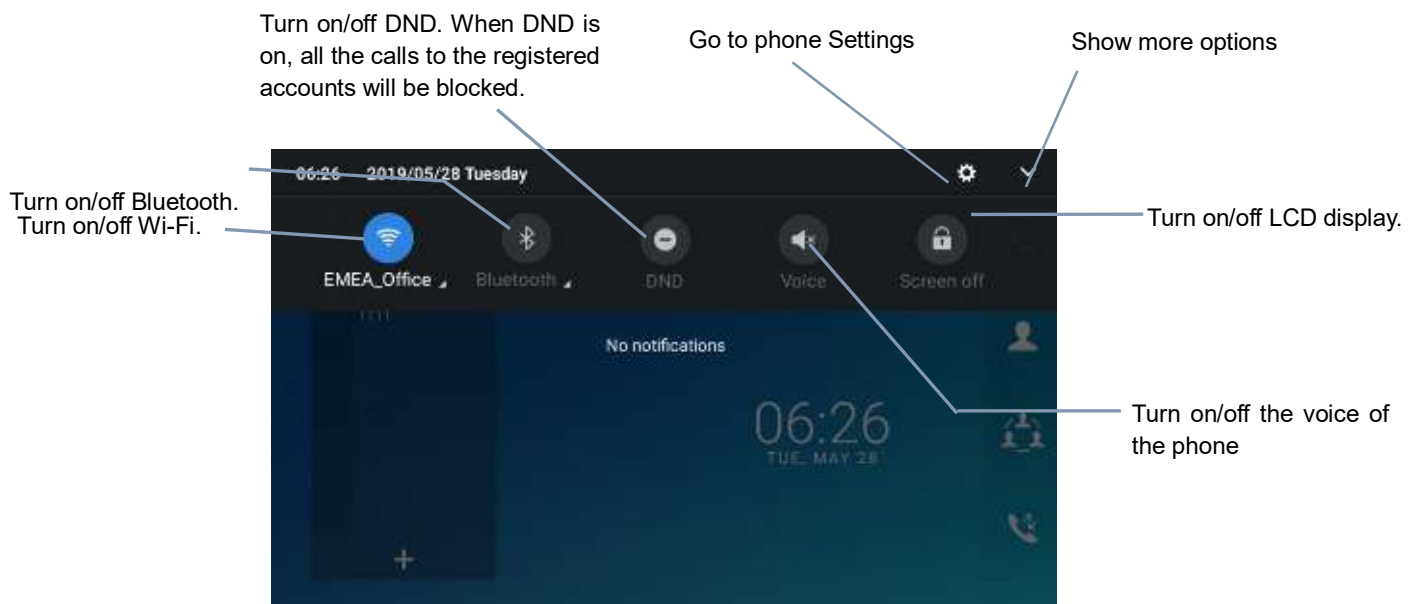 Turn on/off DND. When DND is
on, all the calls to the registered
accounts will be blocked.
Go to phone Settings
Show more options
06:26 2019/05/28 Tuesday
Turn on/off Bluetooth.
Turn on/off Wi-Fi.
Turn on/off LCD display.
EMEA_Office
Bluetooth
DND
Voice
Screen off
No notifications
06:26
TUE, MAY 28
Turn on/off the voice of
the phone